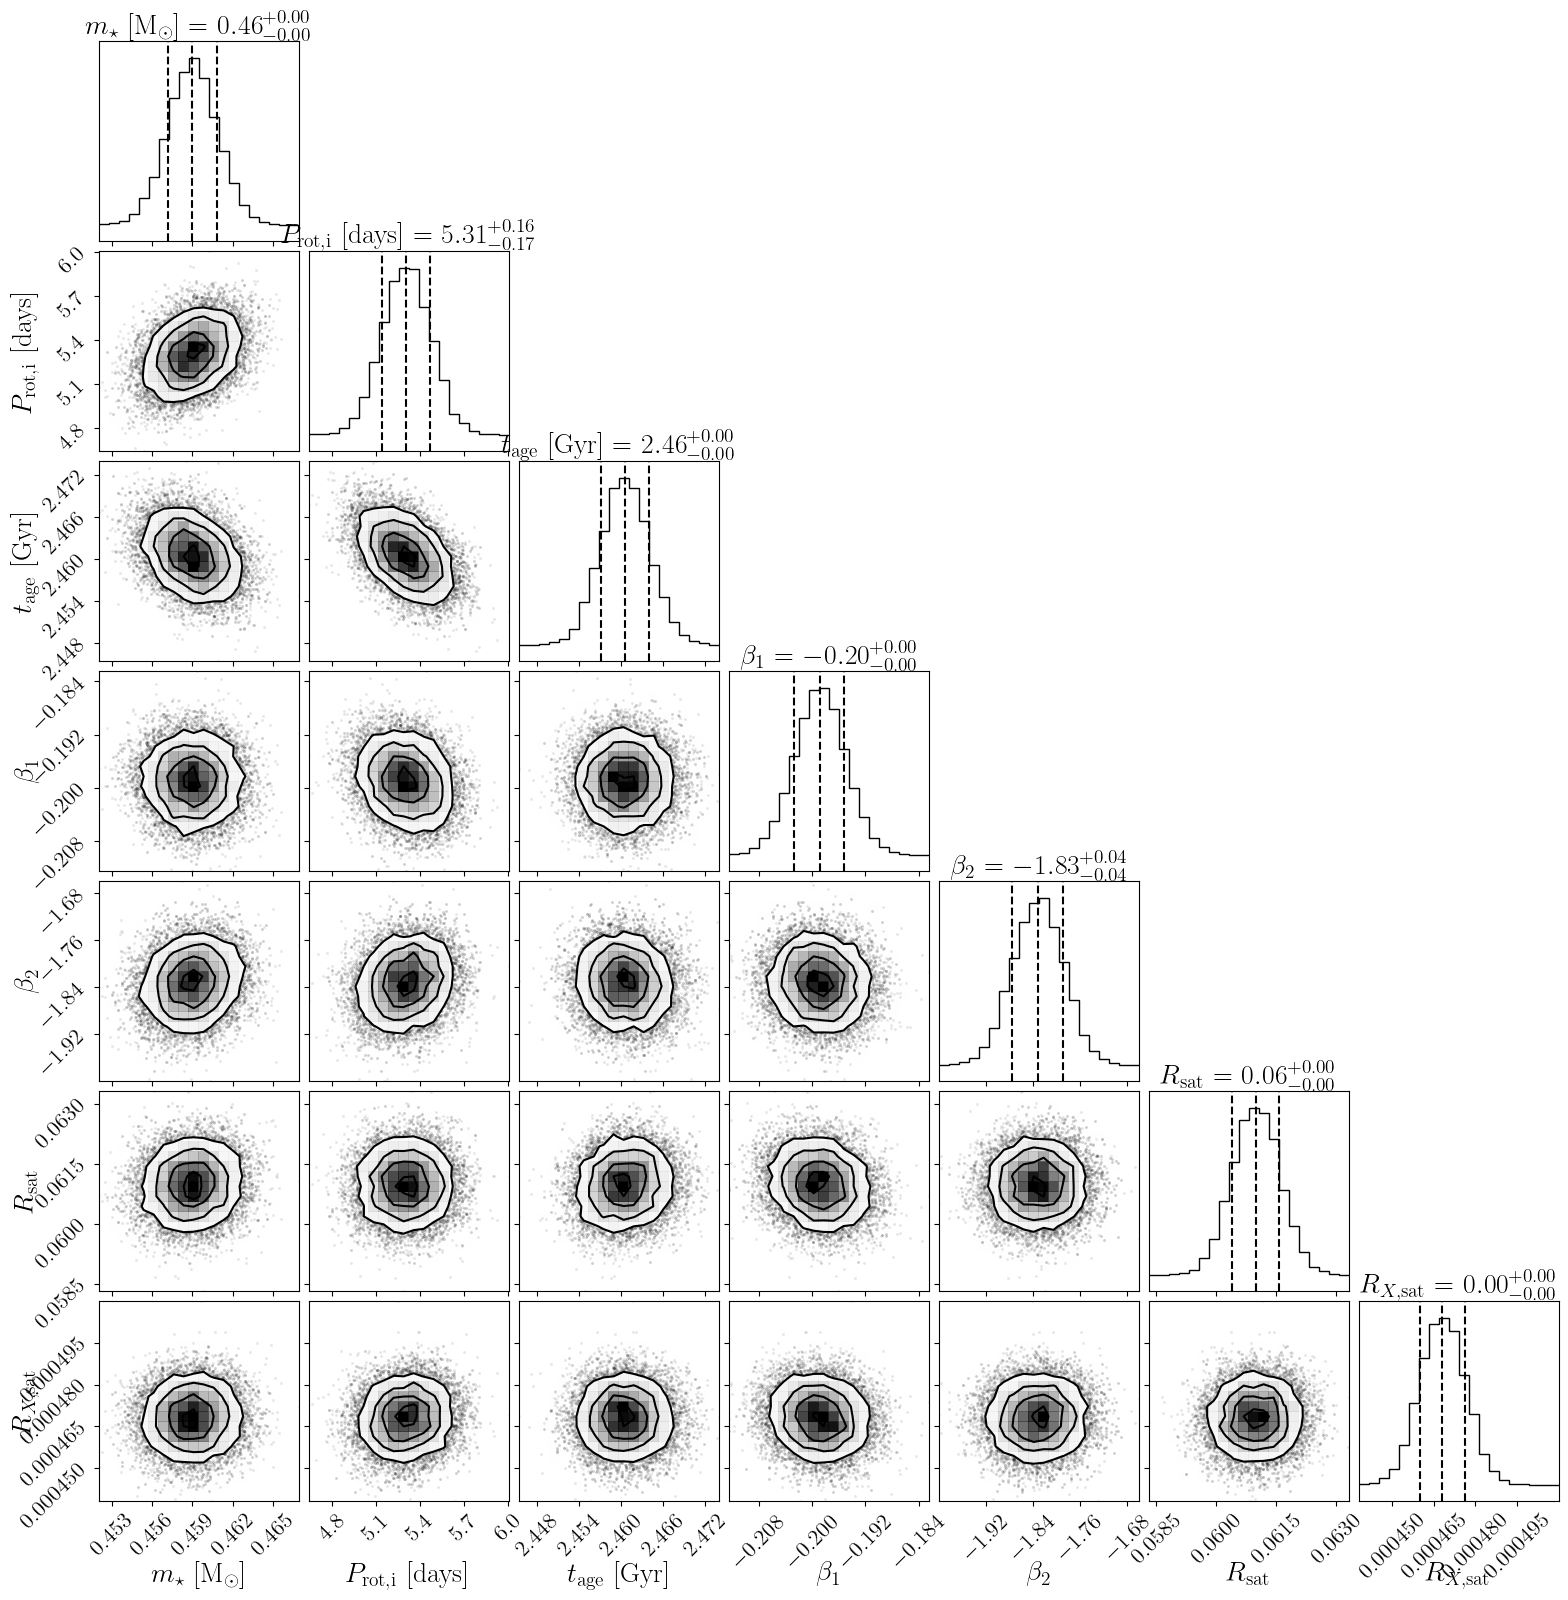 m⋆ [M⊙] = 0.46+0.00−0.00
Prot,i [days] = 5.31+0.16−0.17
Prot,i [days]
6.0
5.7
5.4
5.1
4.8
tage [Gyr] = 2.46+0.00−0.00
tage [Gyr]
2.472
2.466
2.460
2.454
2.448
β1 = −0.20+0.00−0.00
β1
−0.184
−0.192
−0.200
−0.208
β2 = −1.83+0.04−0.04
β2
−1.68
−1.76
−1.84
−1.92
Rsat = 0.06+0.00−0.00
Rsat
0.0630
0.0615
0.0600
0.0585
RX,sat = 0.00+0.00−0.00
RX,sat
0.000495
0.000480
0.000465
0.000450
0.453 0.456 0.459 0.462 0.465
4.8 5.1 5.4 5.7 6.0
2.448 2.454 2.460 2.466 2.472
−0.208 −0.200 −0.192 −0.184
−1.92 −1.84 −1.76 −1.68
0.0585 0.0600 0.0615 0.0630
0.000450 0.000465 0.000480 0.000495
m⋆ [M⊙] Prot,i [days] tage [Gyr] β1 β2 Rsat RX,sat